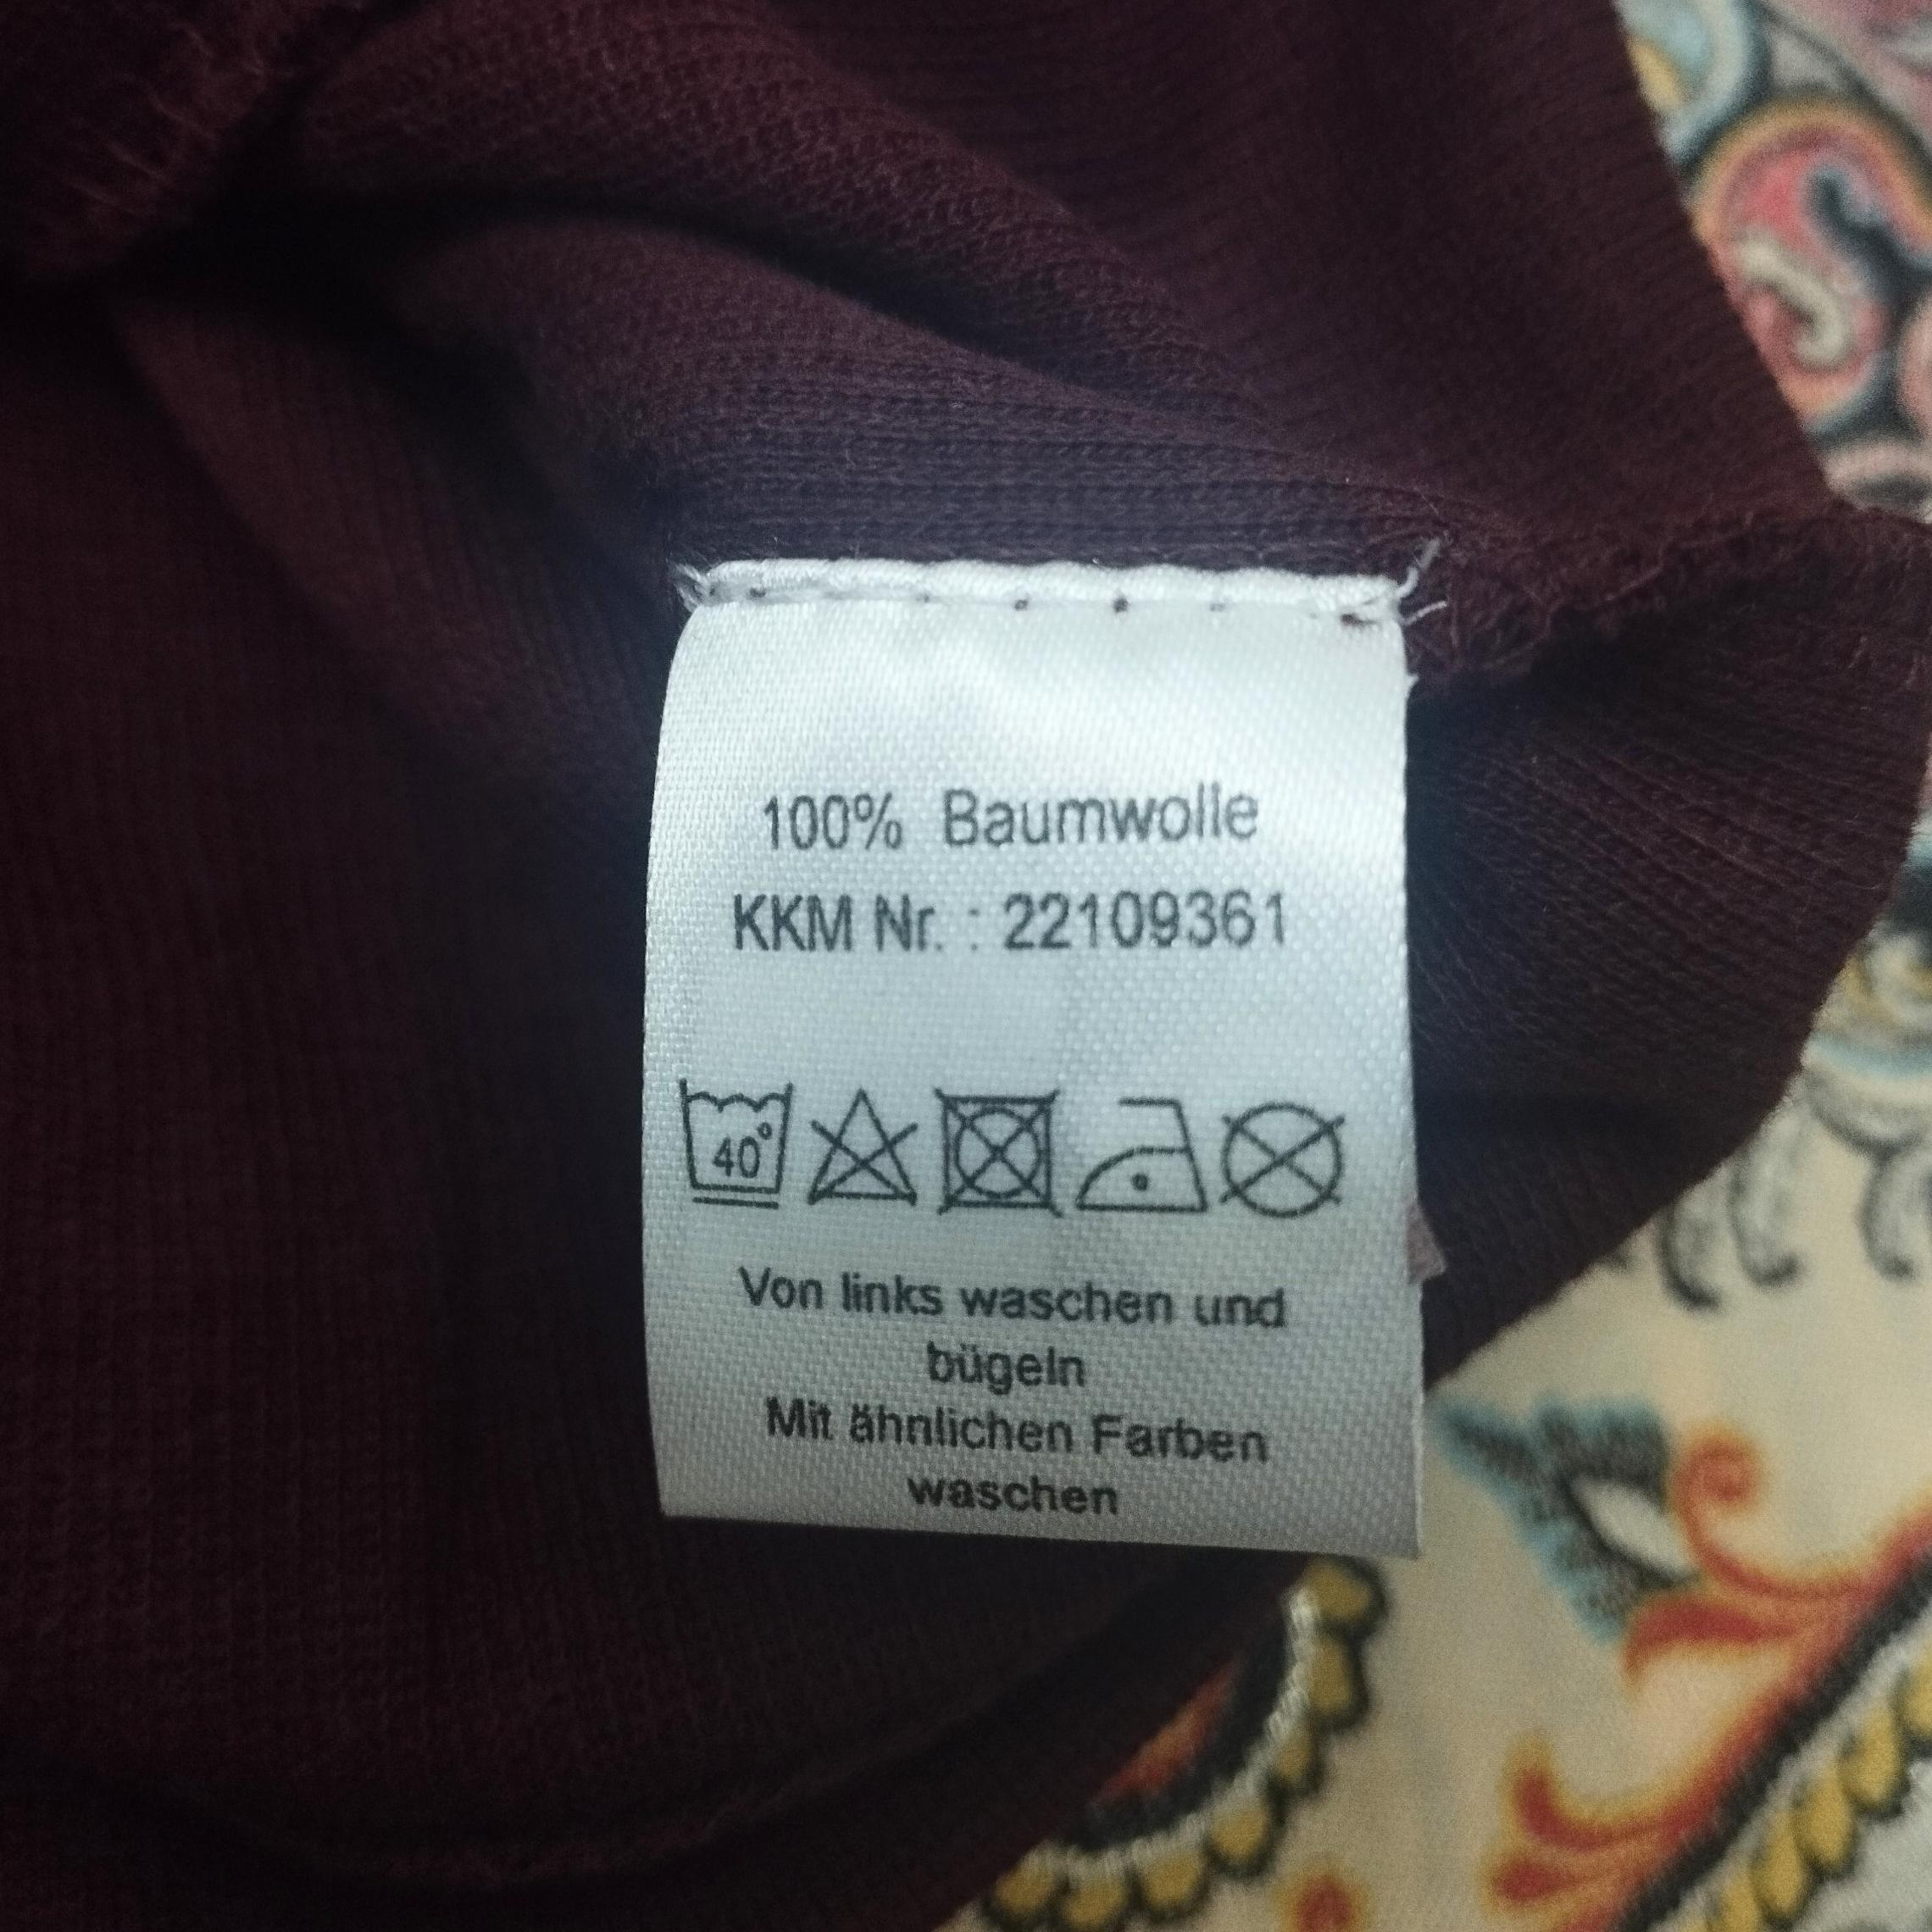 100% Baumwolle
KKM Nr. : 22109361
40°
Von links waschen und
bügeln
Mit ähnlichen Farben
waschen